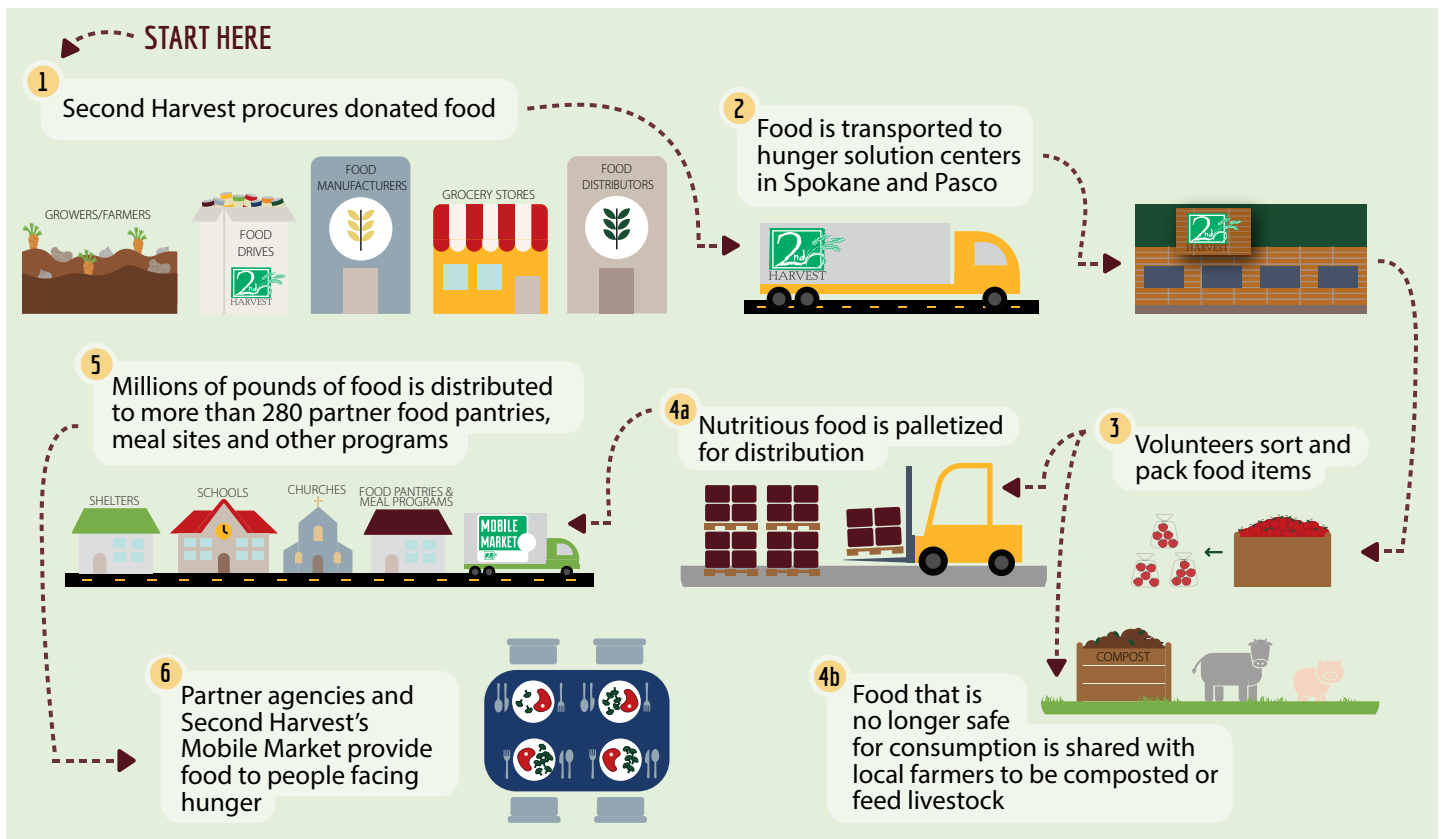 START HERE
1
Second Harvest procures donated food
GROWERS/FARMERS
FOOD
DRIVES
2nd
HARVEST
FOOD
MANUFACTURERS
GROCERY STORES
FOOD
DISTRIBUTORS
2
Food is transported to
hunger solution centers
in Spokane and Pasco
2nd
HARVEST
2nd
HARVEST
3
Volunteers sort and
pack food items
4a
Nutritious food is palletized
for distribution
4b
Food that is
no longer safe
for consumption is shared with
local farmers to be composted or
feed livestock
COMPOST
5
Millions of pounds of food is distributed
to more than 280 partner food pantries,
meal sites and other programs
SHELTERS
SCHOOLS
CHURCHES
FOOD PANTRIES &
MEAL PROGRAMS
MOBILE
MARKET
6
Partner agencies and
Second Harvest's
Mobile Market provide
food to people facing
hunger